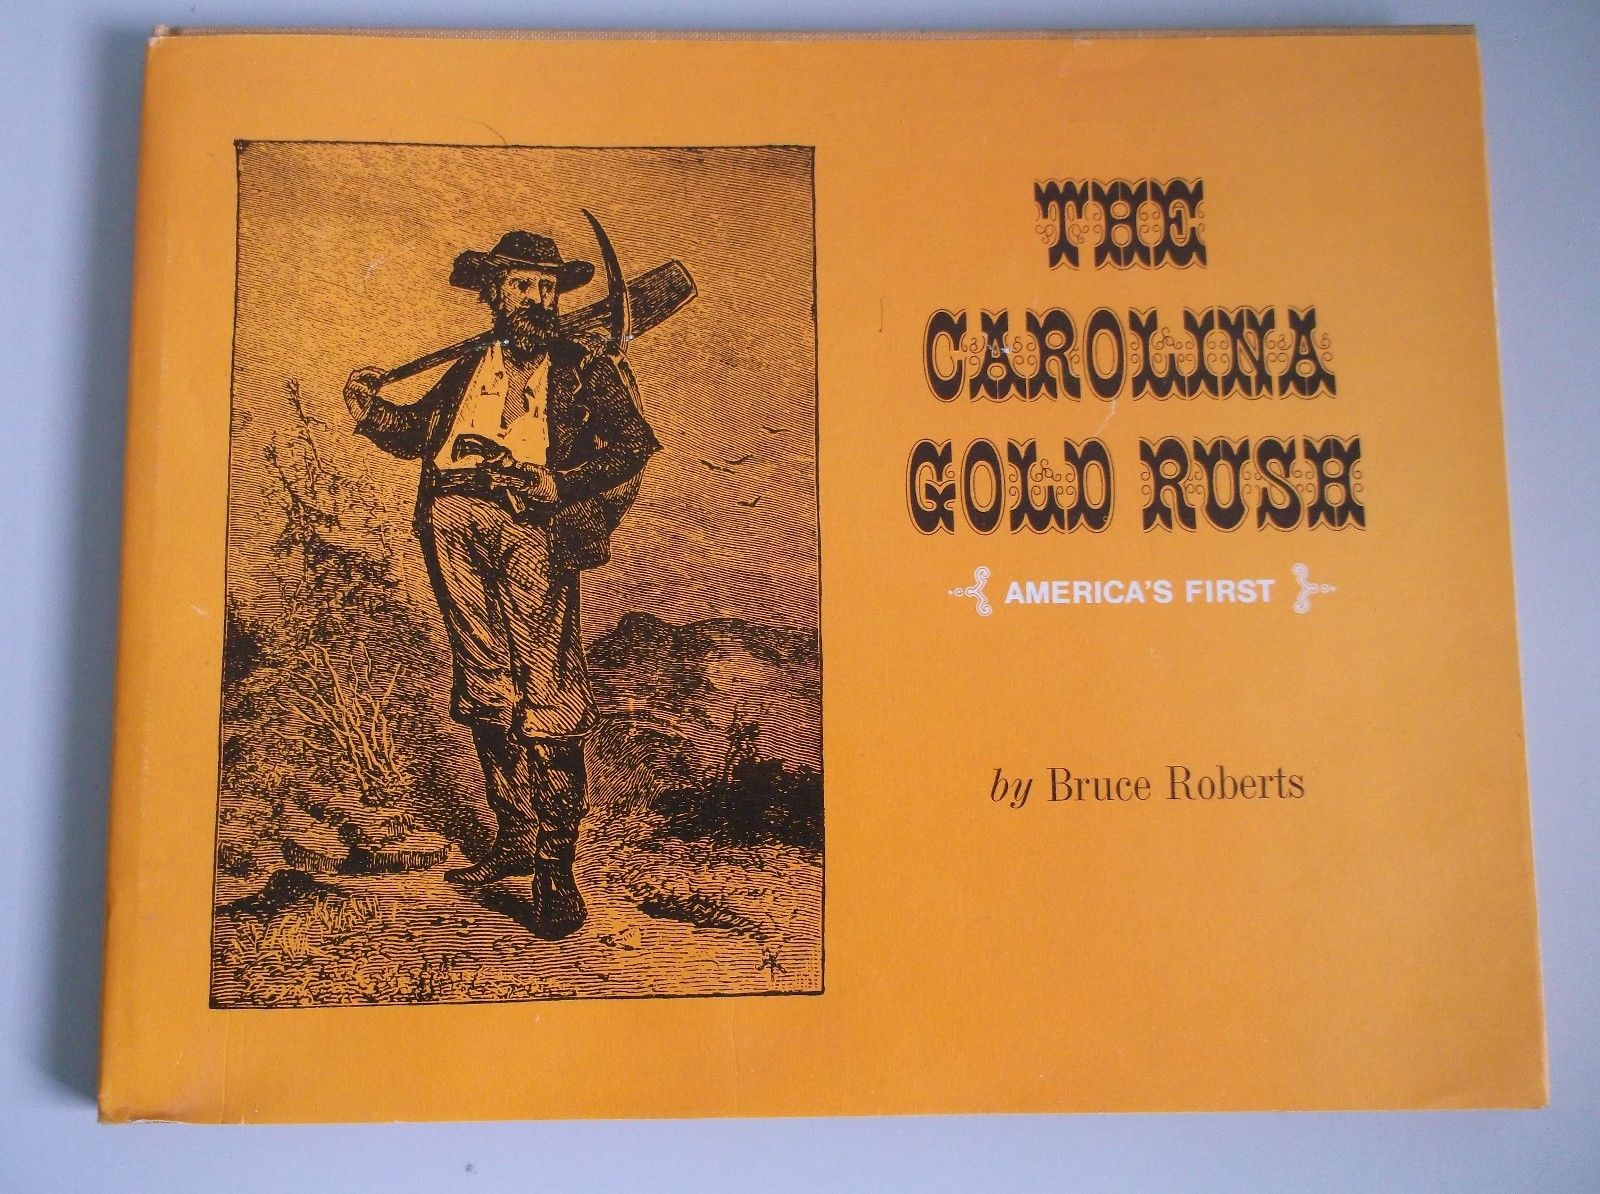 THE
CAROLINA
GOLD RUSH
AMERICA'S FIRST
by Bruce Roberts